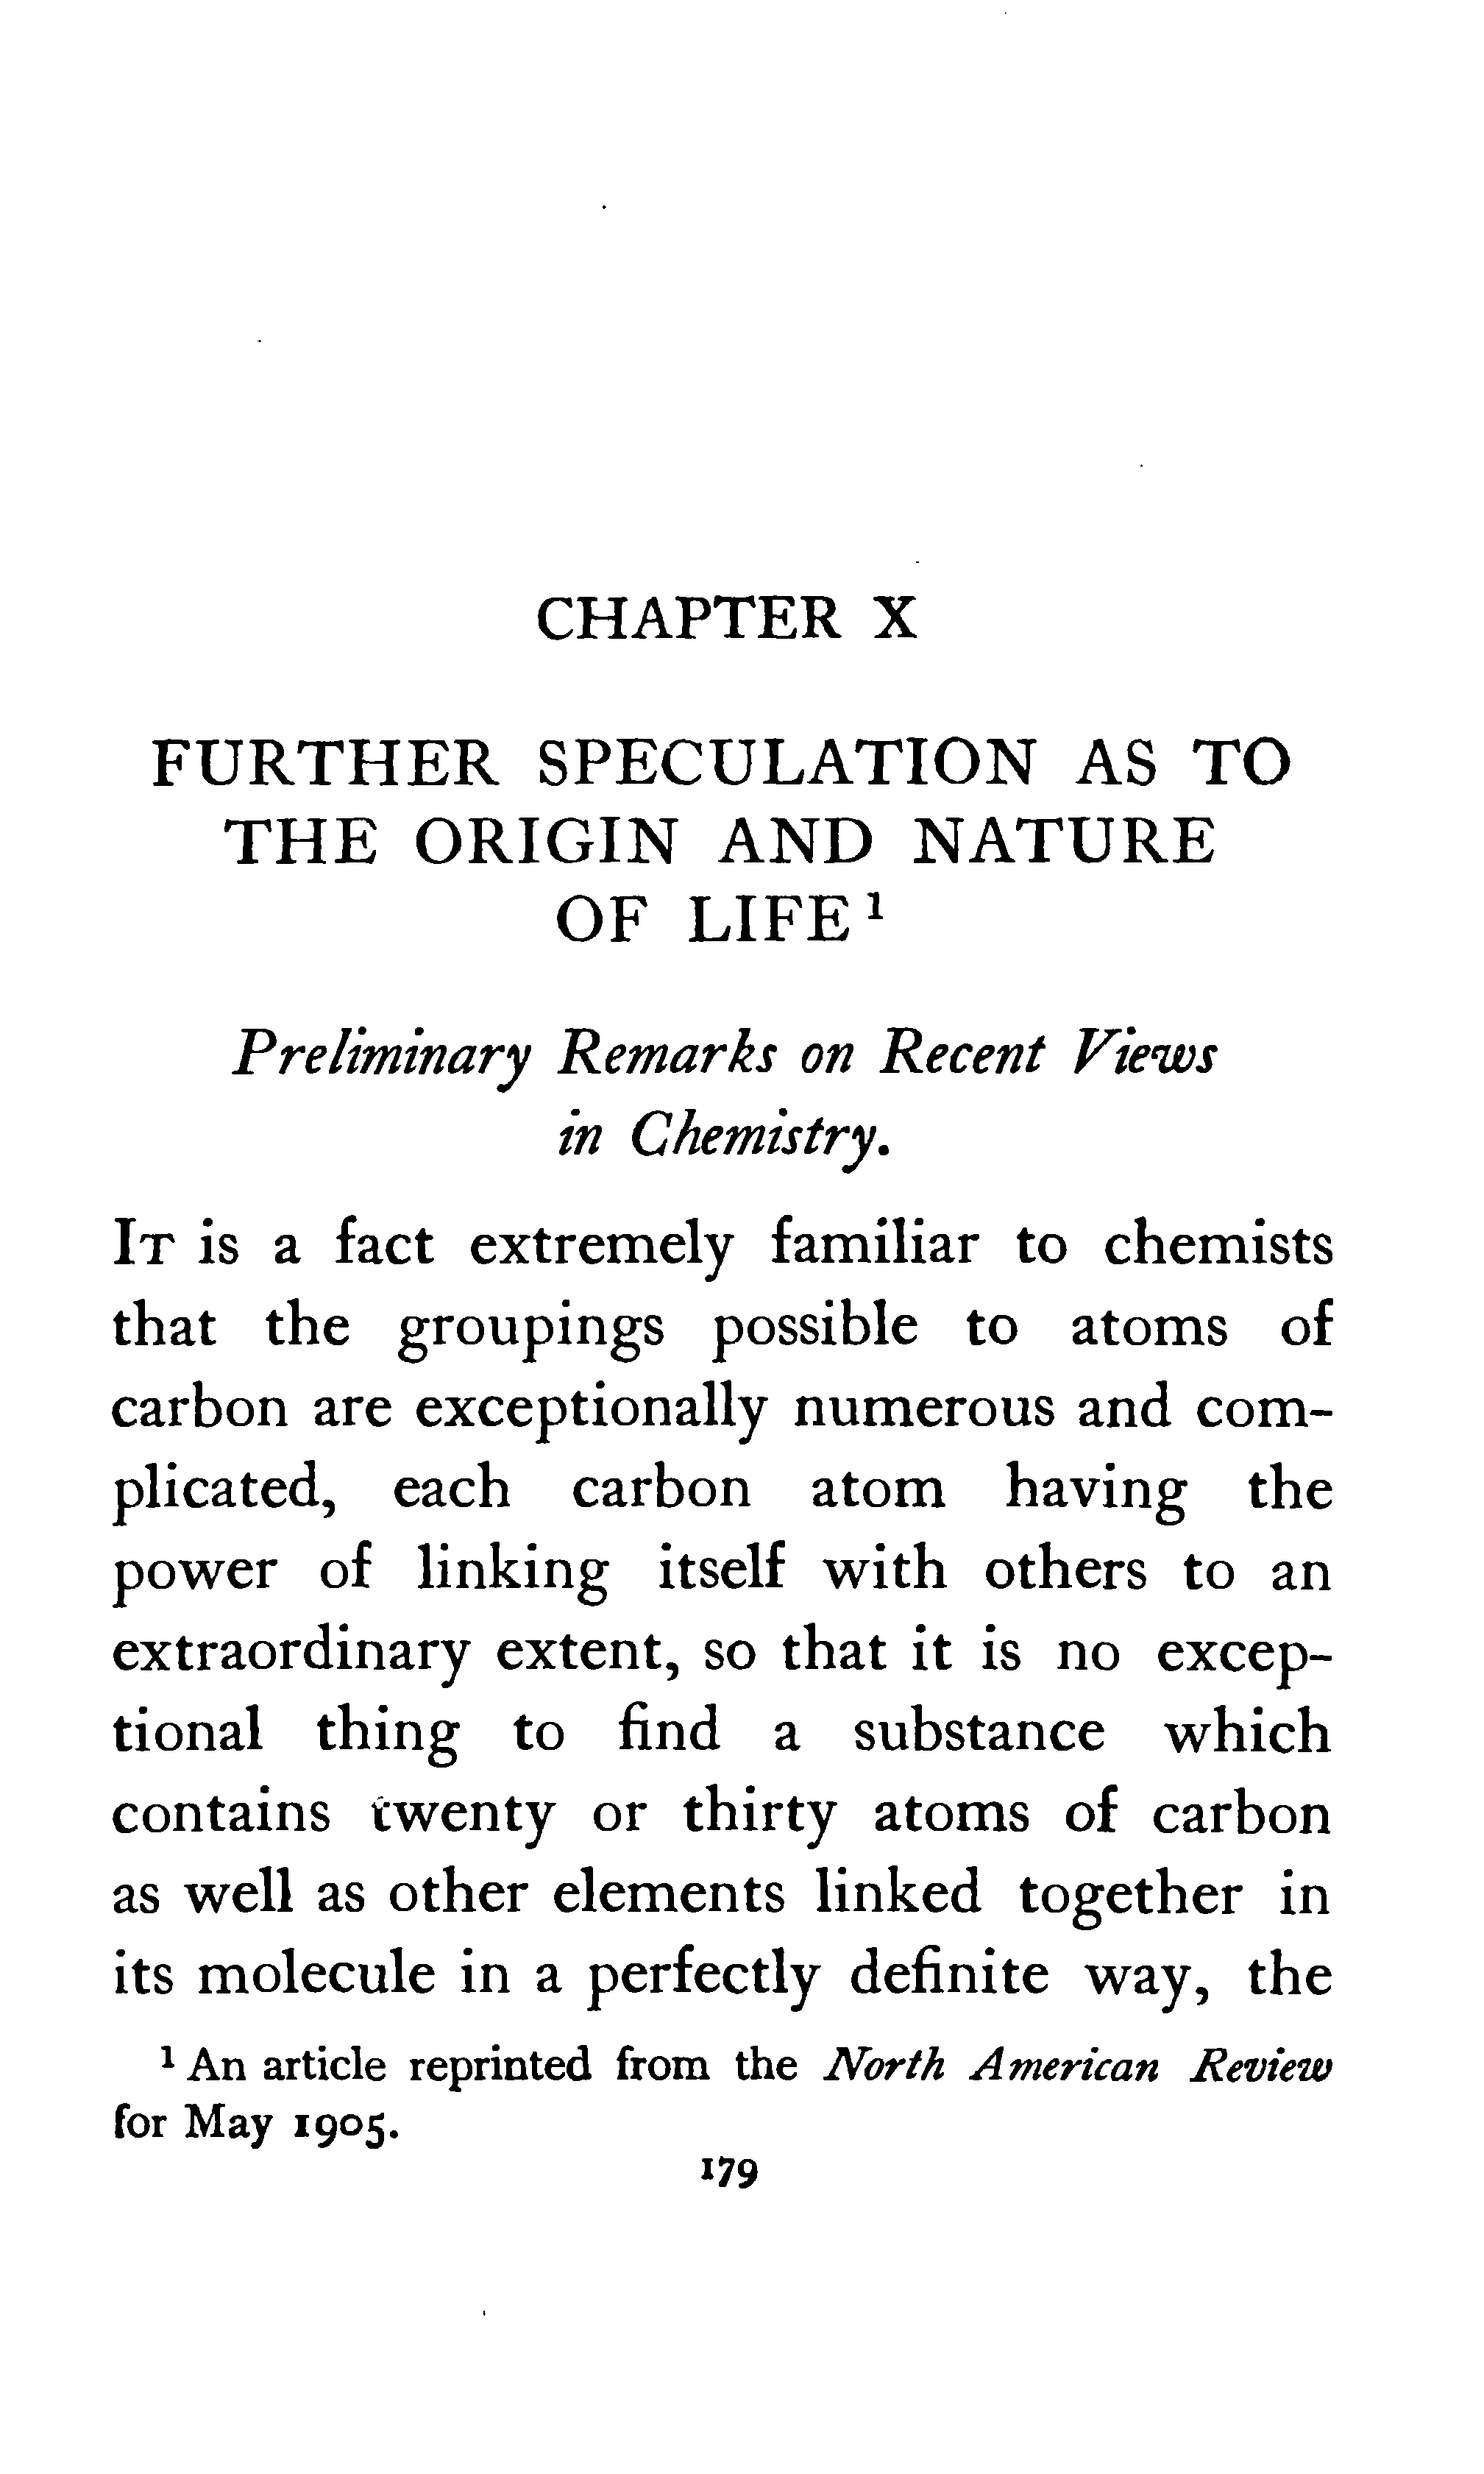 CHAPTER X
FURTHER SPECULATION AS TO
THE ORIGIN AND NATURE
OF LIFE¹
Preliminary Remarks on Recent Views
in Chemistry.
IT is a fact extremely familiar to chemists
that the groupings possible to atoms of
carbon are exceptionally numerous and com-
plicated, each carbon atom having the
power of linking itself with others to an
extraordinary extent, so that it is no excep-
tional thing to find a substance which
contains twenty or thirty atoms of carbon
as well as other elements linked together in
its molecule in a perfectly definite way, the
¹ An article reprinted from the North American Review
for May 1905.
179